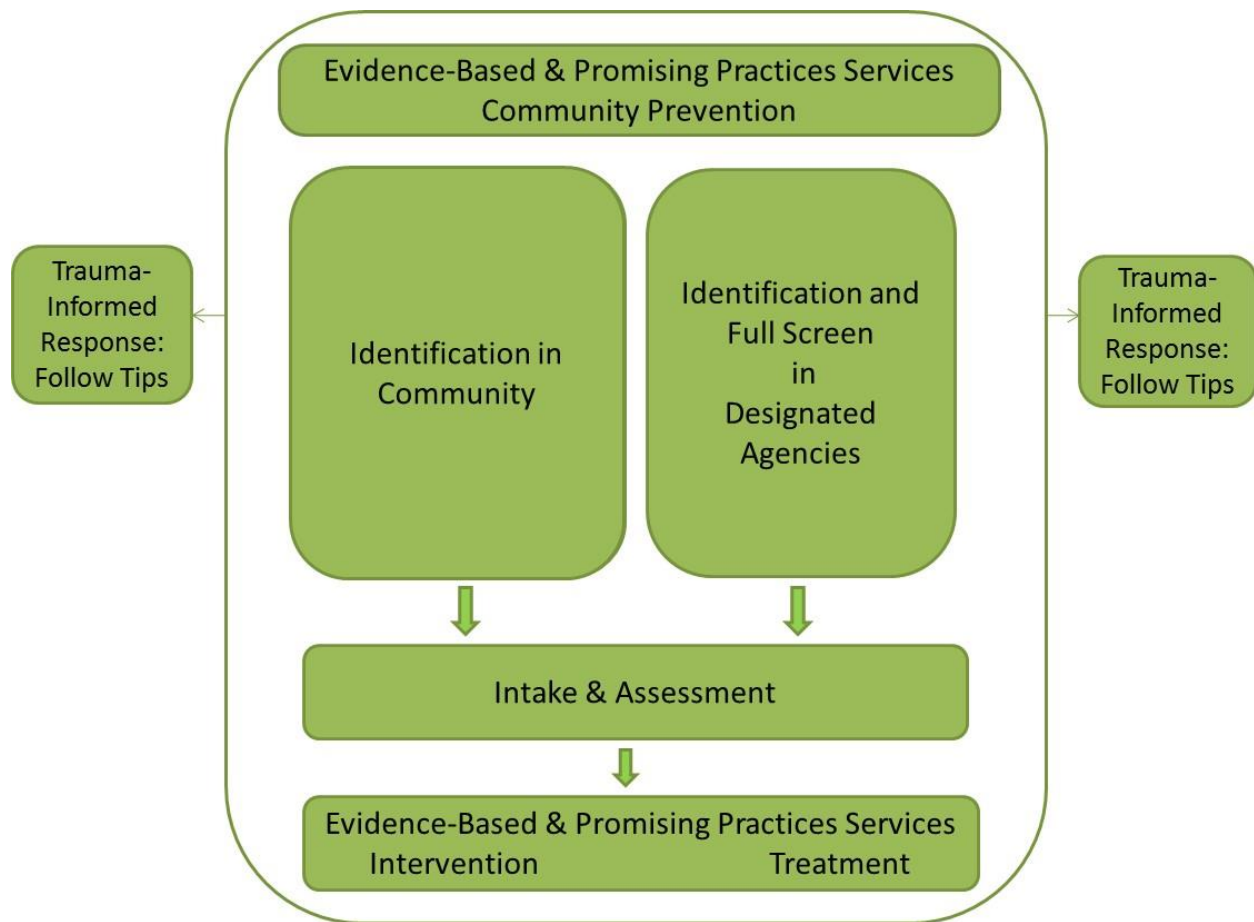 Evidence-Based & Promising Practices Services
Community Prevention
Trauma-
Informed
Response:
Follow Tips
Identification in
Community
Identification and
Full Screen
in
Designated
Agencies
Trauma-
Informed
Response:
Follow Tips
Intake & Assessment
Evidence-Based & Promising Practices Services
Intervention Treatment